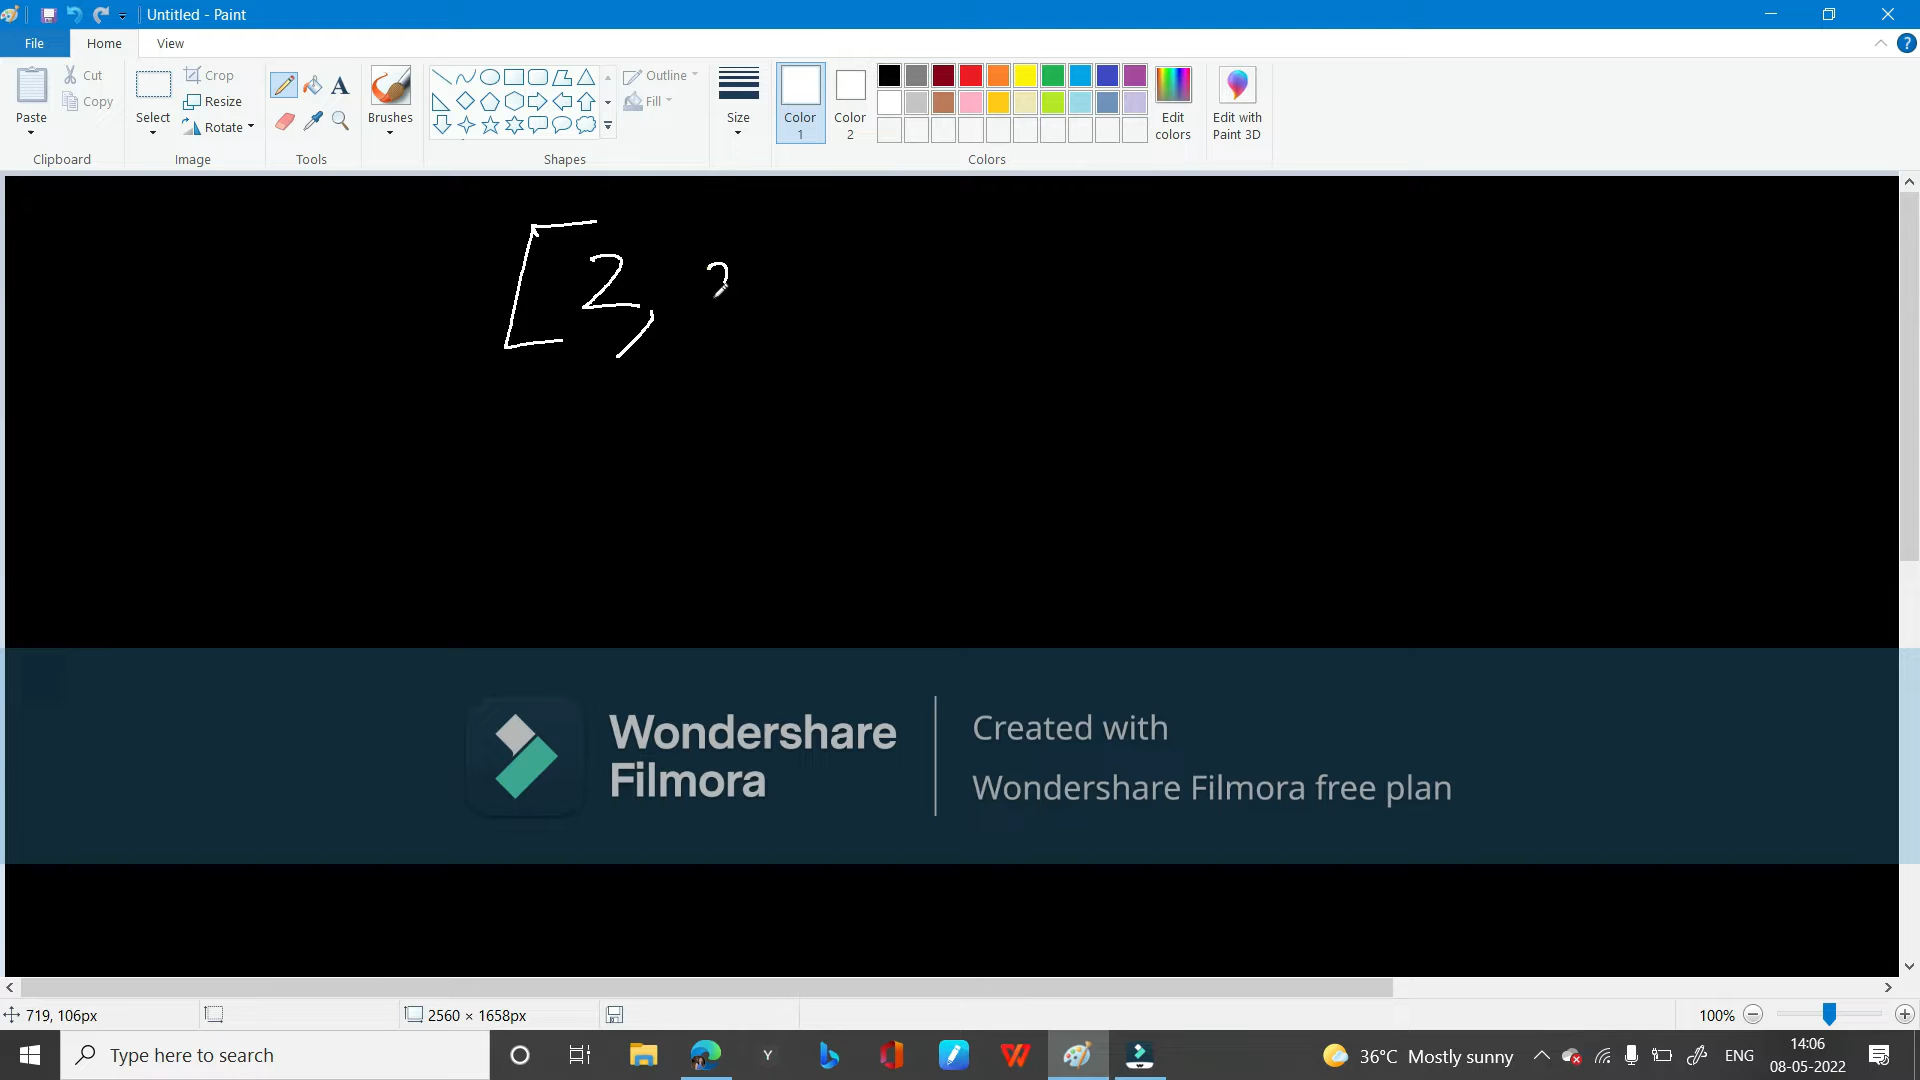 Untitled - Paint
File Home View
Paste
Cut
Copy
Clipboard
Select
Crop
Resize
Rotate
Image
Tools
Brushes
Shapes
Outline
Fill
Size
Color 1
Color 2
Colors
Edit colors
Edit with Paint 3D
[2,
Wondershare Filmora
Created with
Wondershare Filmora free plan
719, 106px
2560 × 1658px
100%
Type here to search
36°C Mostly sunny
ENG
14:06
08-05-2022